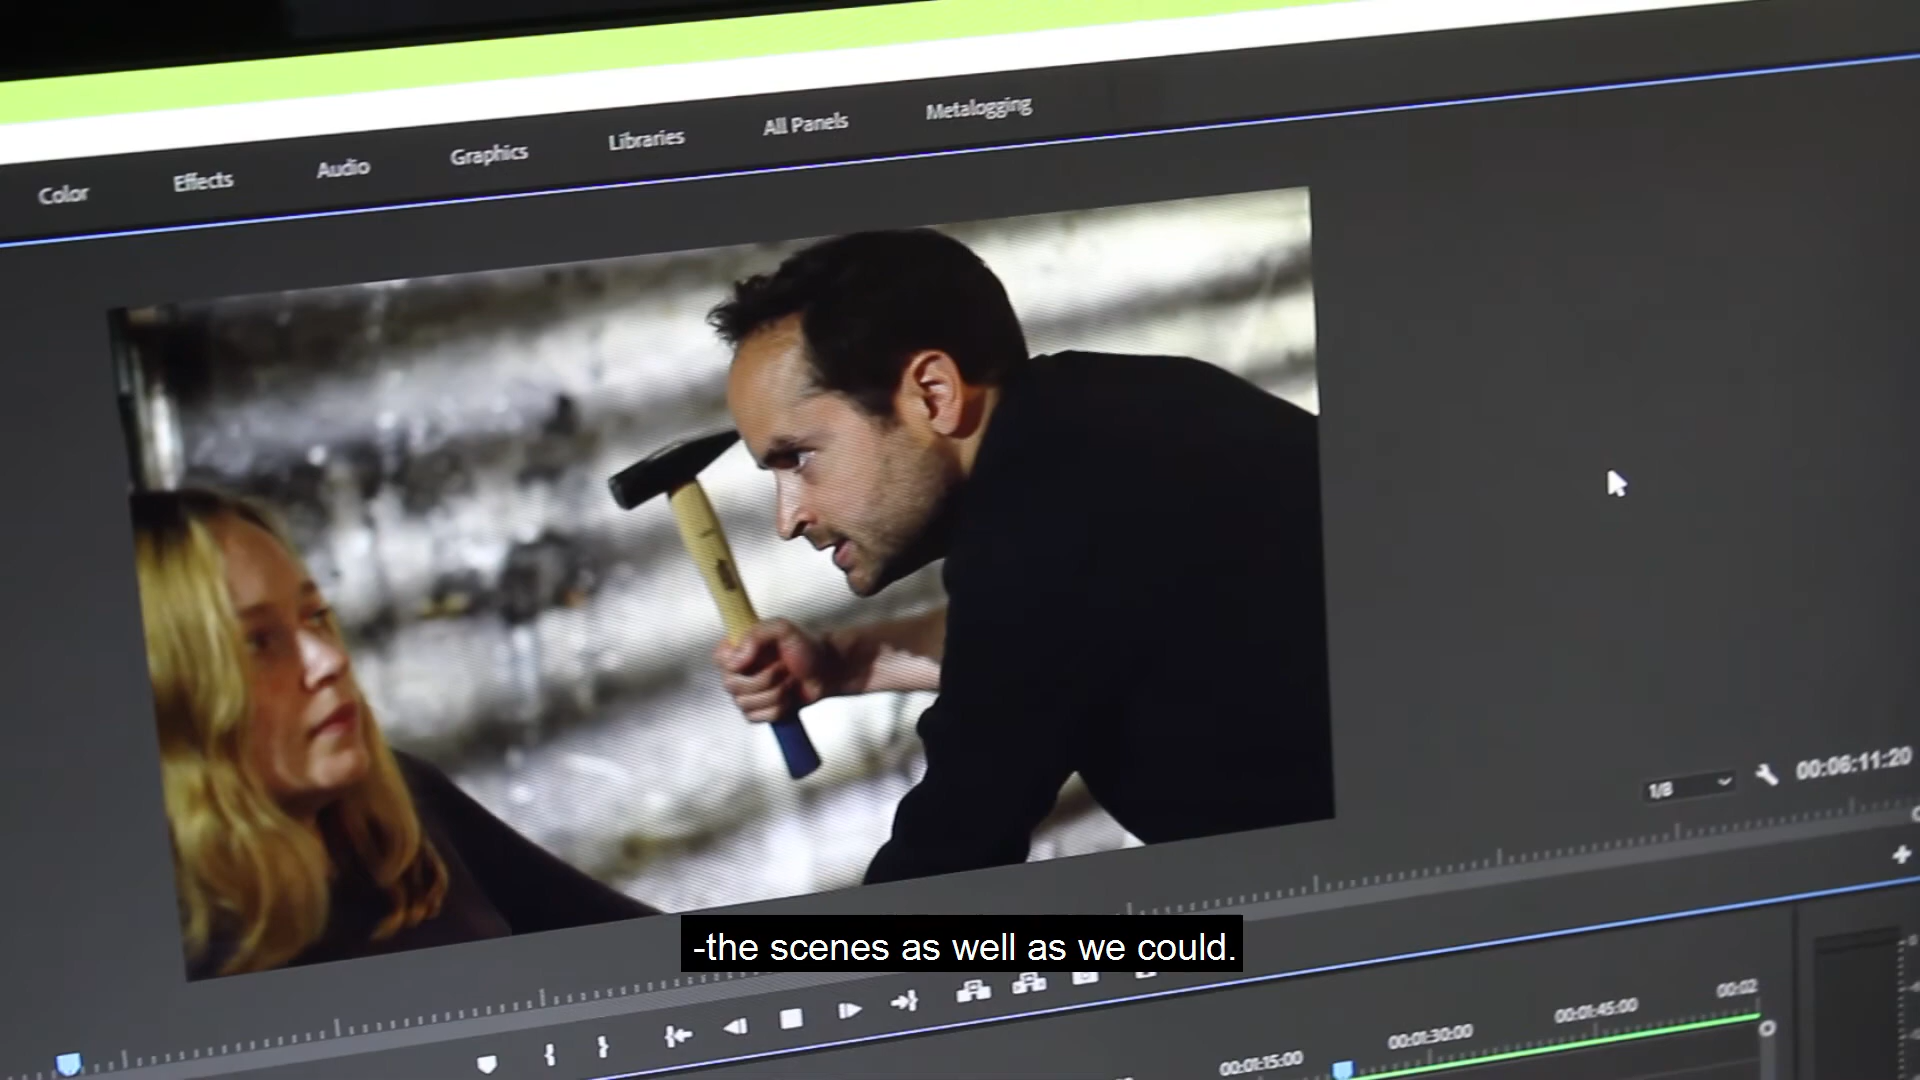 Color Effects Audio Graphics Libraries All Panels Metalogging
1/8 00:06:11:20
-the scenes as well as we could.
00:01:15:00 00:01:30:00 00:01:45:00 00:02